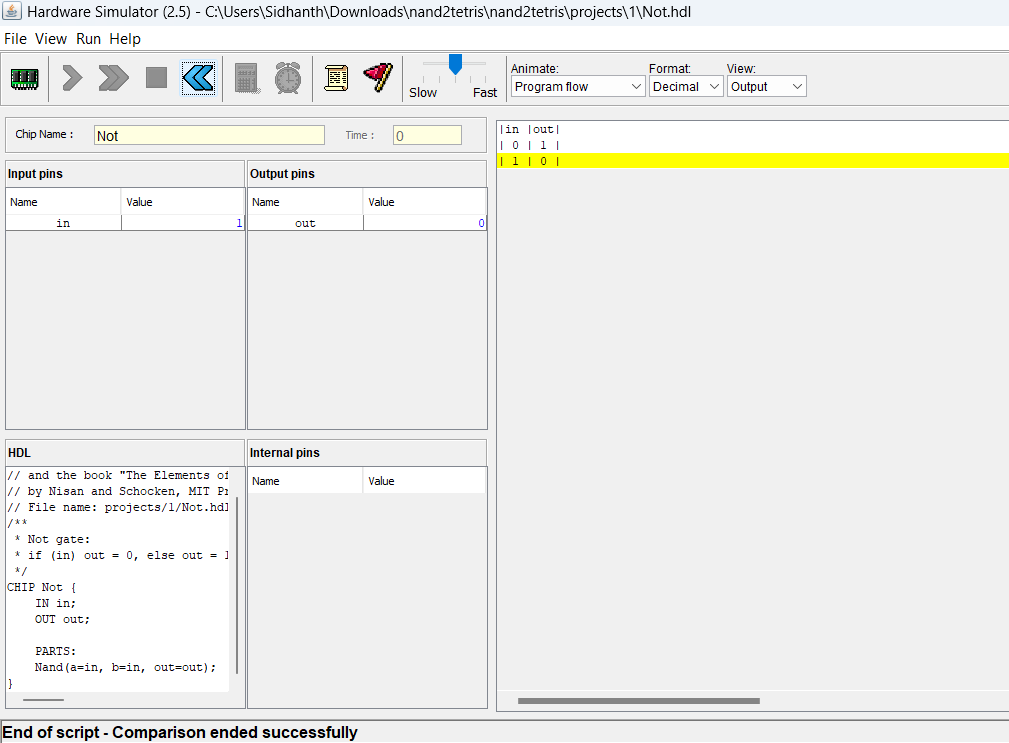 Hardware Simulator (2.5) - C:\Users\Sidhanth\Downloads\nand2tetris\nand2tetris\projects\1\Not.hdl
File View Run Help
Animate: Format: View:
Program flow Decimal Output
Slow Fast
Chip Name : Not Time : 0
Input pins Output pins
Name Value Name Value
in 1 out 0
|in |out|
| 0 | 1 |
| 1 | 0 |
HDL Internal pins
Name Value
// and the book "The Elements of
// by Nisan and Schocken, MIT Pr
// File name: projects/1/Not.hdl
/**
* Not gate:
* if (in) out = 0, else out = 1
*/
CHIP Not {
IN in;
OUT out;
PARTS:
Nand(a=in, b=in, out=out);
}
End of script - Comparison ended successfully